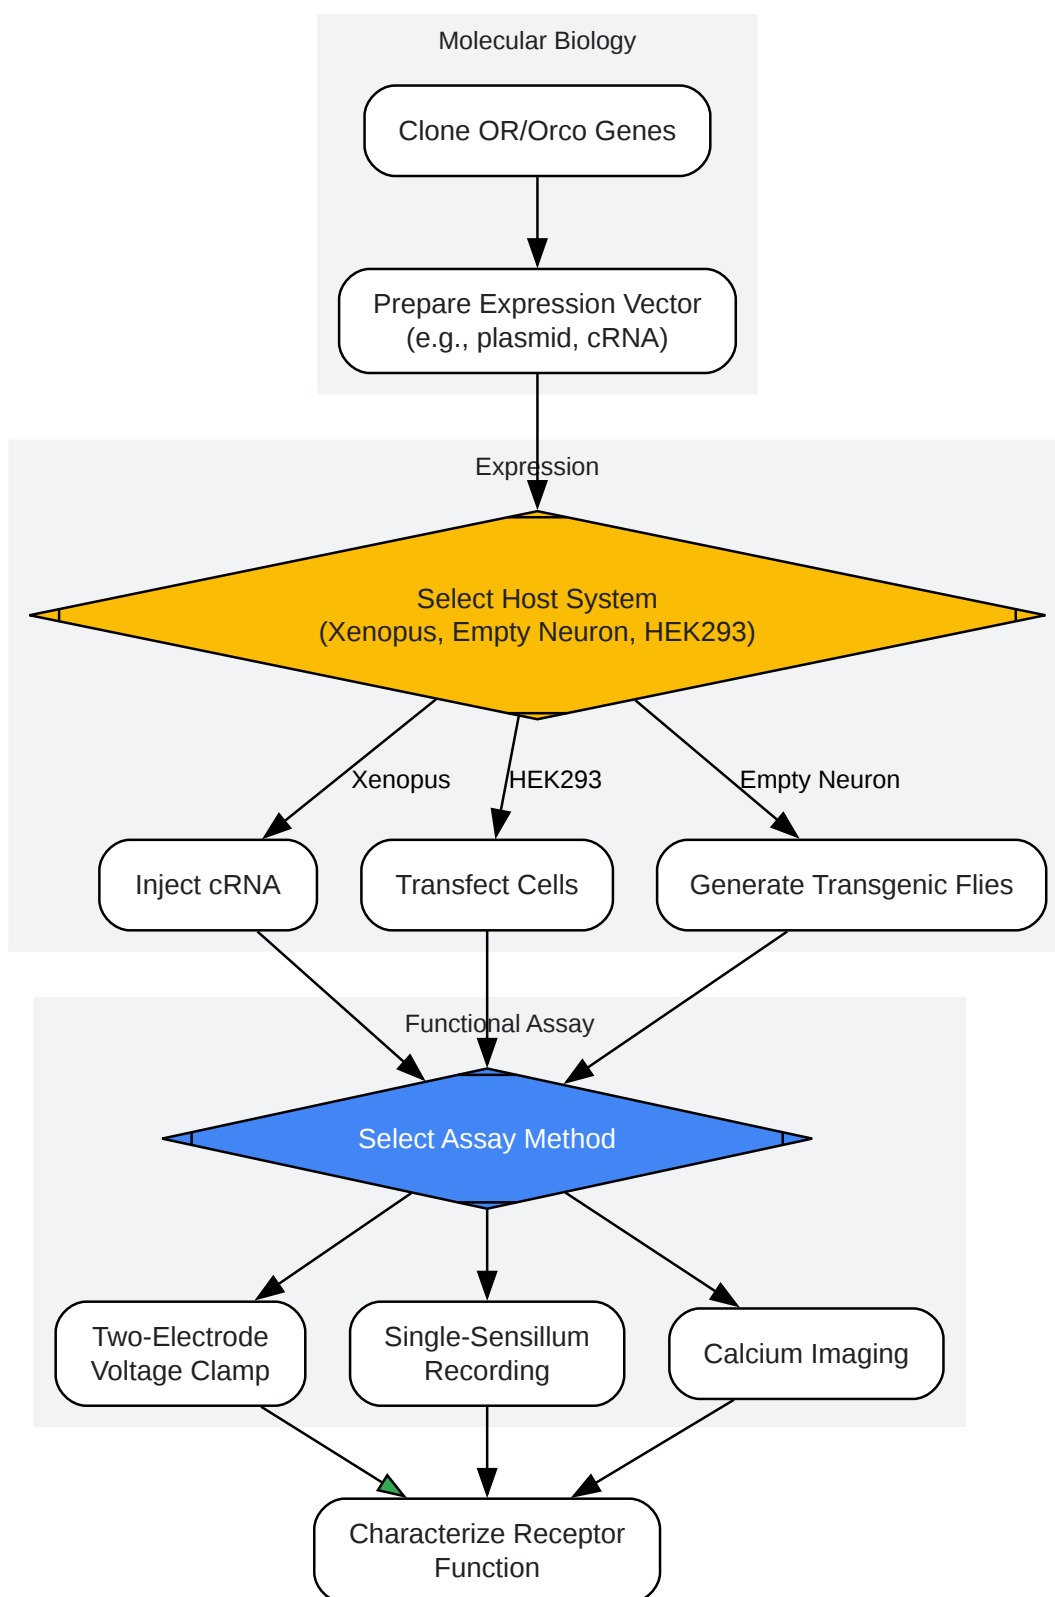 Molecular Biology
Clone OR/Orco Genes
Prepare Expression Vector
(e.g., plasmid, cRNA)
Expression
Select Host System
(Xenopus, Empty Neuron, HEK293)
Xenopus
HEK293
Empty Neuron
Inject cRNA
Transfect Cells
Generate Transgenic Flies
Functional Assay
Select Assay Method
Two-Electrode
Voltage Clamp
Single-Sensillum
Recording
Calcium Imaging
Characterize Receptor
Function